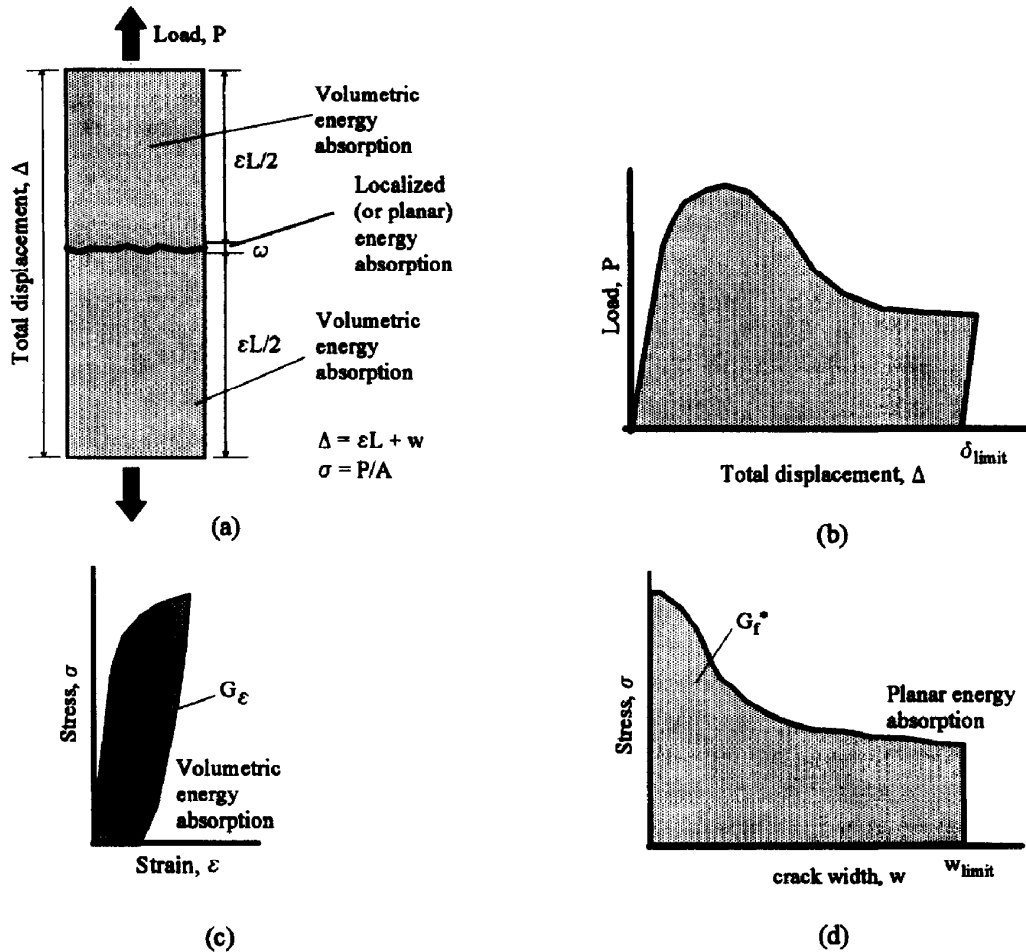 Load, P
Total displacement, Δ
Volumetric
energy
absorption
εL/2
Localized
(or planar)
energy
absorption
ω
Volumetric
energy
absorption
εL/2
Δ = εL + w
σ = P/A
(a)
Load, P
δlimit
Total displacement, Δ
(b)
Stress, σ
Gε
Volumetric
energy
absorption
Strain, ε
(c)
Stress, σ
Gf*
Planar energy
absorption
crack width, w
wlimit
(d)